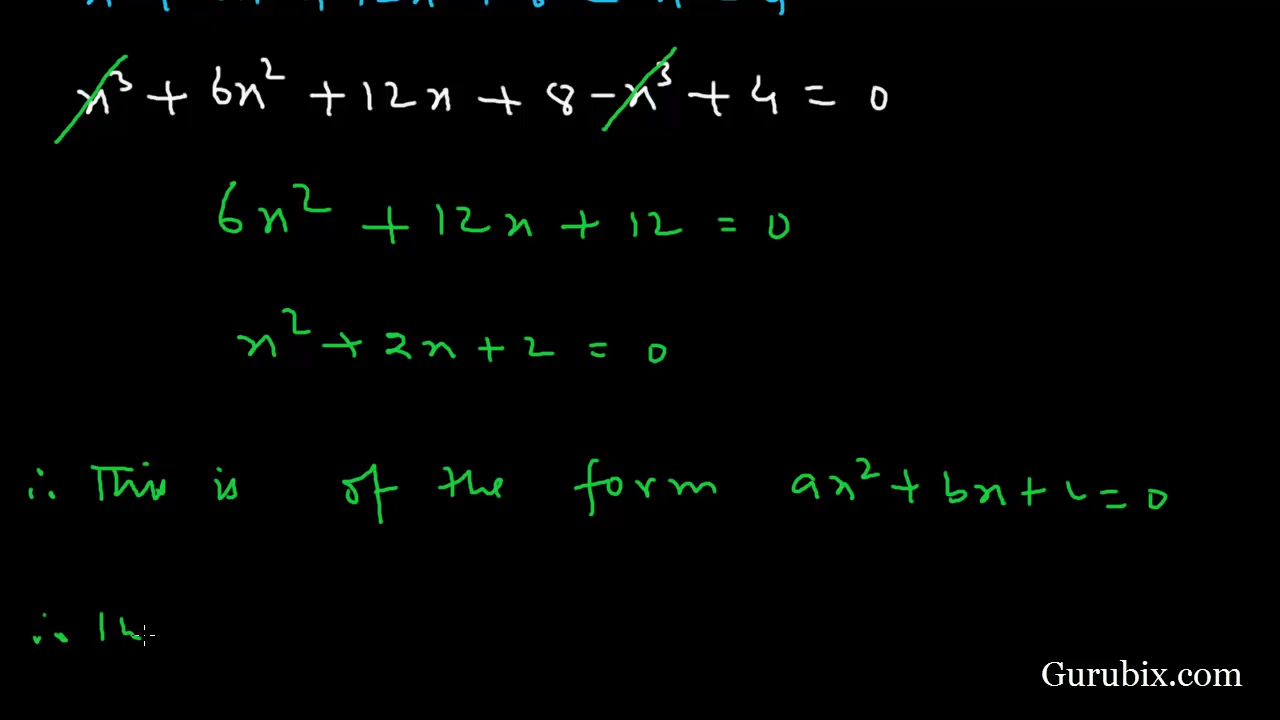 x³ + 6x² + 12x + 8 - x³ + 4 = 0
6x² + 12x + 12 = 0
x² + 2x + 2 = 0
∴ This is of the form ax² + bx + c = 0
∴
Gurubix.com